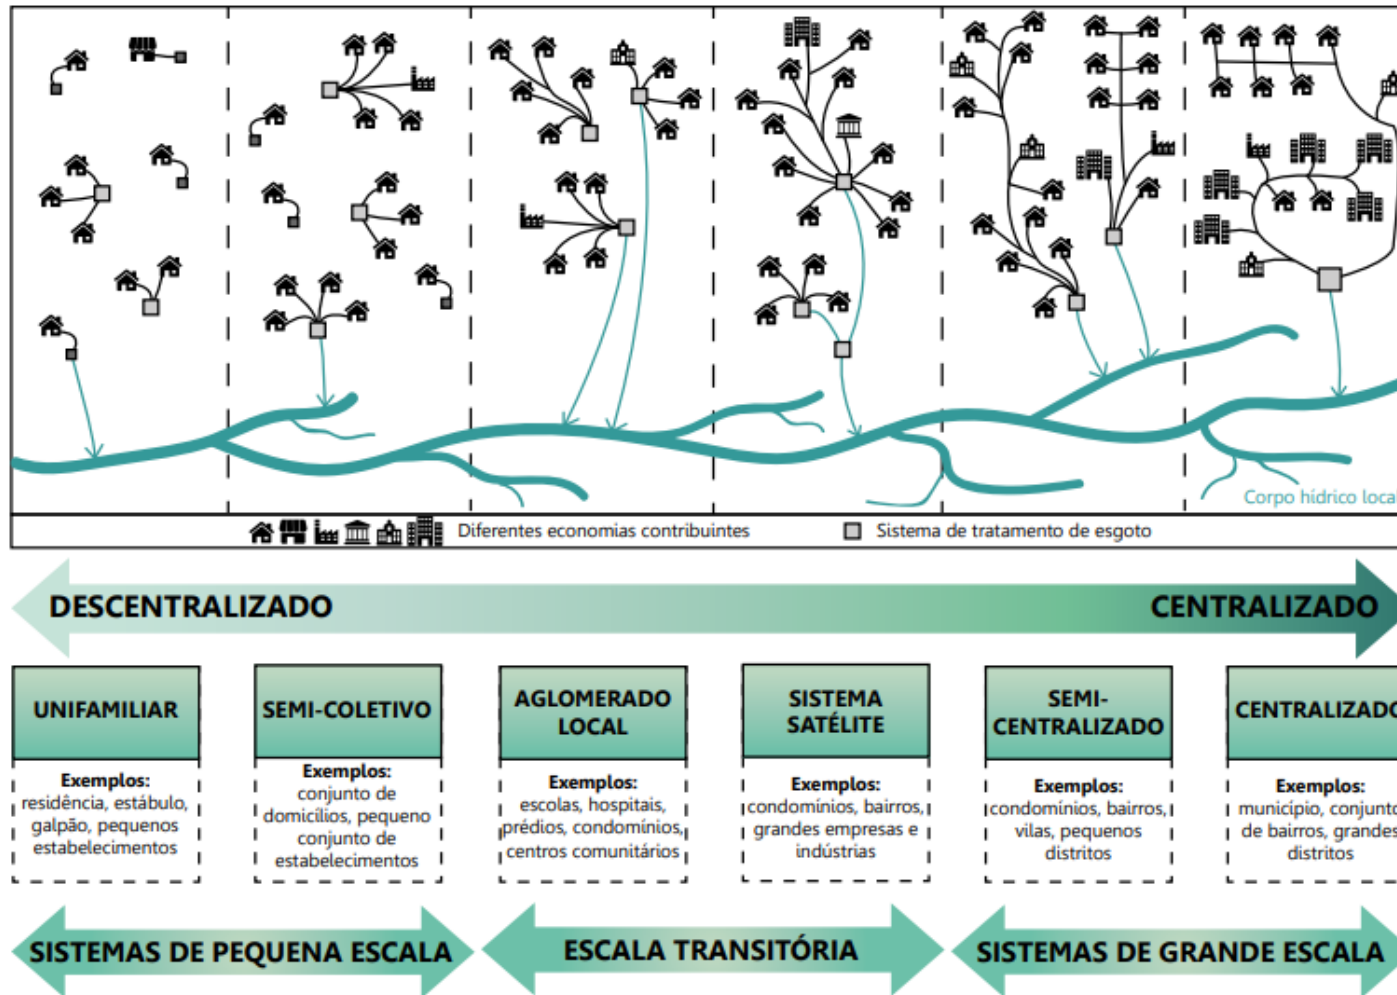 Corpo hídrico local
Diferentes economias contribuintes
Sistema de tratamento de esgoto
DESCENTRALIZADO
CENTRALIZADO
UNIFAMILIAR
Exemplos:
residência, estábulo,
galpão, pequenos
estabelecimentos
SEMI-COLETIVO
Exemplos:
conjunto de
domicílios, pequeno
conjunto de
estabelecimentos
AGLOMERADO
LOCAL
Exemplos:
escolas, hospitais,
prédios, condomínios,
centros comunitários
SISTEMA
SATÉLITE
Exemplos:
condomínios, bairros,
grandes empresas e
indústrias
SEMI-
CENTRALIZADO
Exemplos:
condomínios, bairros,
vilas, pequenos
distritos
CENTRALIZADO
Exemplos:
município, conjunto
de bairros, grandes
distritos
SISTEMAS DE PEQUENA ESCALA
ESCALA TRANSITÓRIA
SISTEMAS DE GRANDE ESCALA